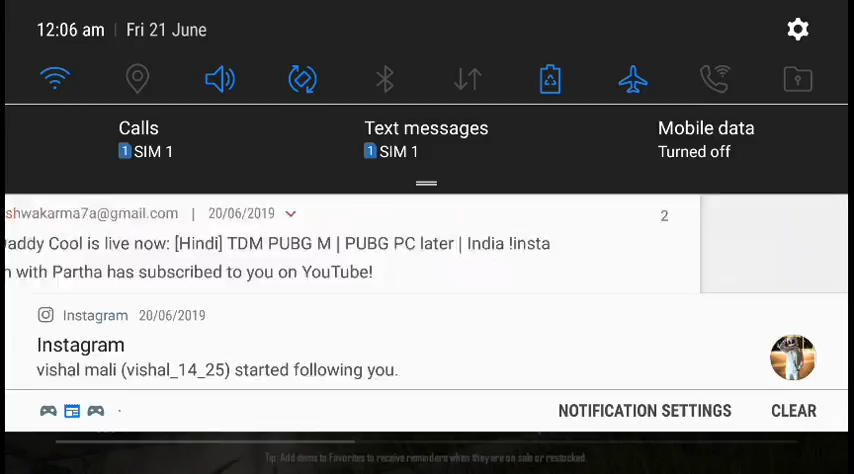 12:06 am | Fri 21 June
Calls
1 SIM 1
Text messages
1 SIM 1
Mobile data
Turned off
shwakarma7a@gmail.com | 20/06/2019
2
addy Cool is live now: [Hindi] TDM PUBG M | PUBG PC later | India !insta
n with Partha has subscribed to you on YouTube!
Instagram 20/06/2019
Instagram
vishal mali (vishal_14_25) started following you.
NOTIFICATION SETTINGS
CLEAR
Tip: Add items to Favorites to receive reminders when they are on sale or restocked.